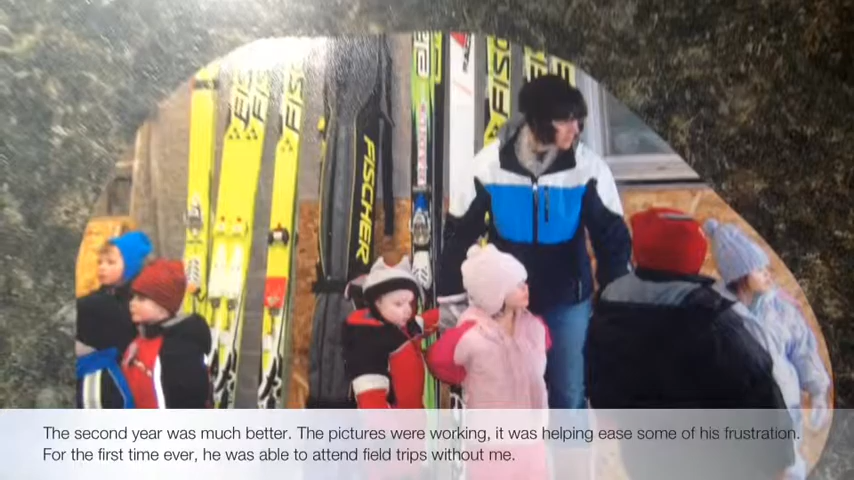 FISCHER
The second year was much better. The pictures were working, it was helping ease some of his frustration.
For the first time ever, he was able to attend field trips without me.